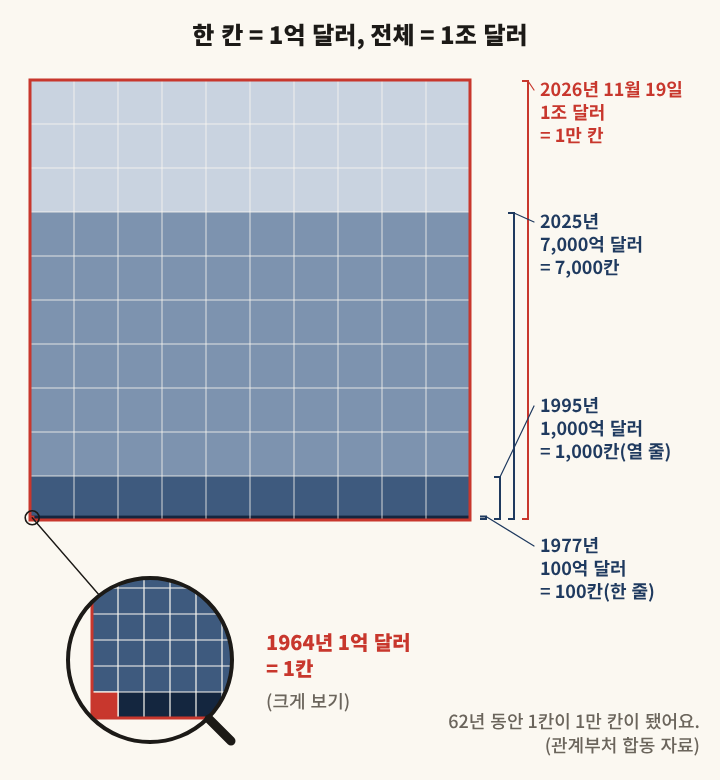 한 칸 = 1억 달러, 전체 = 1조 달러
2026년 11월 19일
1조 달러
= 1만 칸
2025년
7,000억 달러
= 7,000칸
1995년
1,000억 달러
= 1,000칸(열 줄)
1977년
100억 달러
= 100칸(한 줄)
1964년 1억 달러
= 1칸
(크게 보기)
62년 동안 1칸이 1만 칸이 됐어요.
(관계부처 합동 자료)